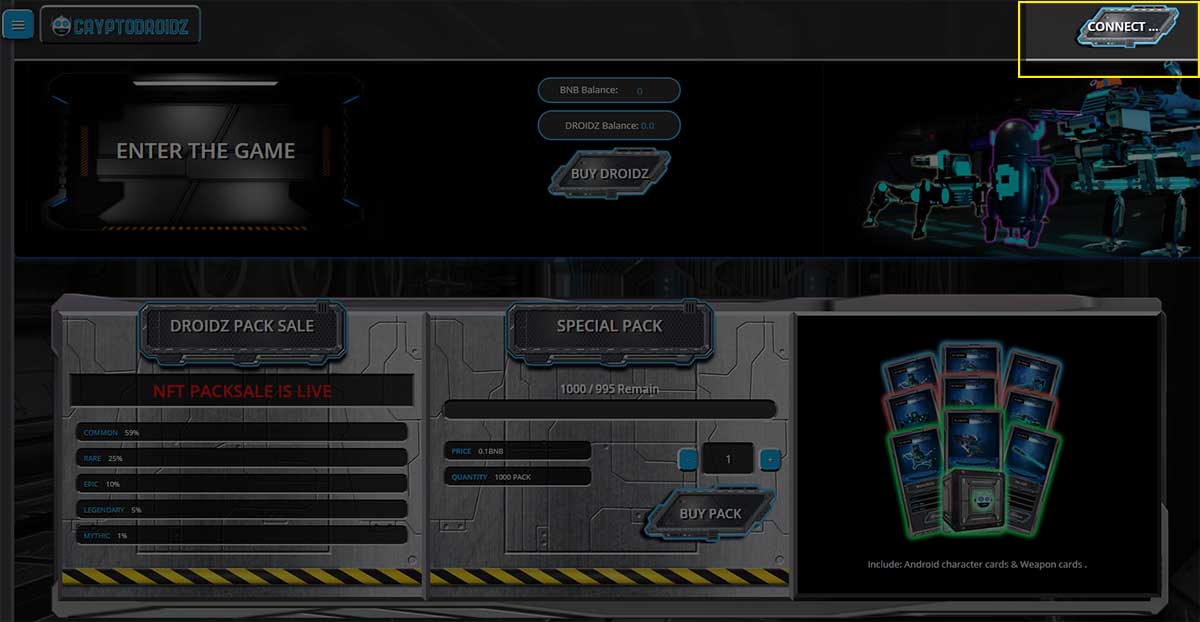 CRYPTODROIDZ
CONNECT ...
ENTER THE GAME
BNB Balance: 0
DROIDZ Balance: 0.0
BUY DROIDZ
DROIDZ PACK SALE
NFT PACKSALE IS LIVE
COMMON 59%
RARE 25%
EPIC 10%
LEGENDARY 5%
MYTHIC 1%
SPECIAL PACK
1000 / 995 Remain
PRICE 0.1BNB
QUANTITY 1000 PACK
- 1 +
BUY PACK
Include: Android character cards & Weapon cards .